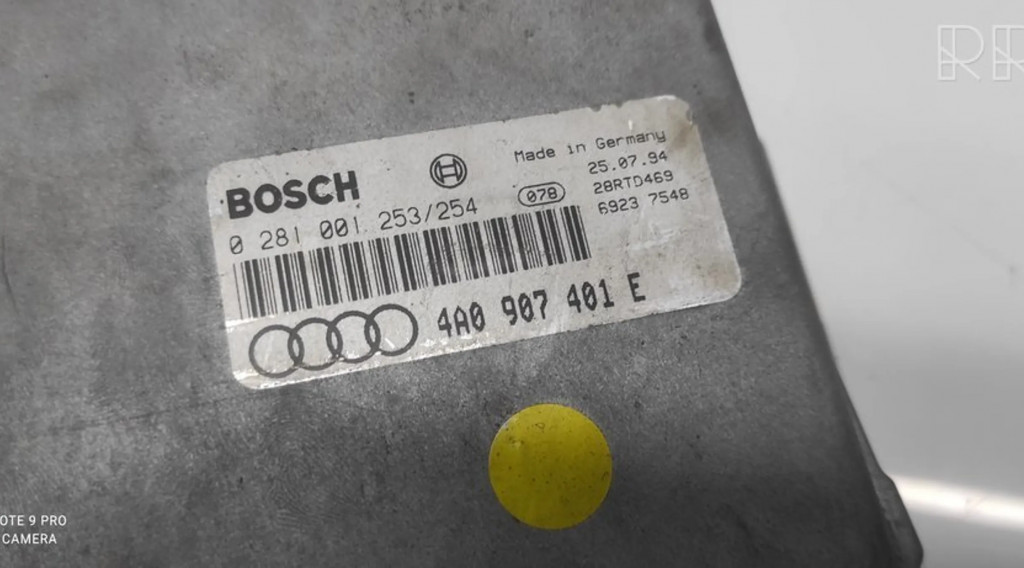 RR
BOSCH
Made in Germany
25.07.94
0 281 001 253/254
078
28RTD469
6923 7548
4A0 907 401 E
OTE 9 PRO
CAMERA